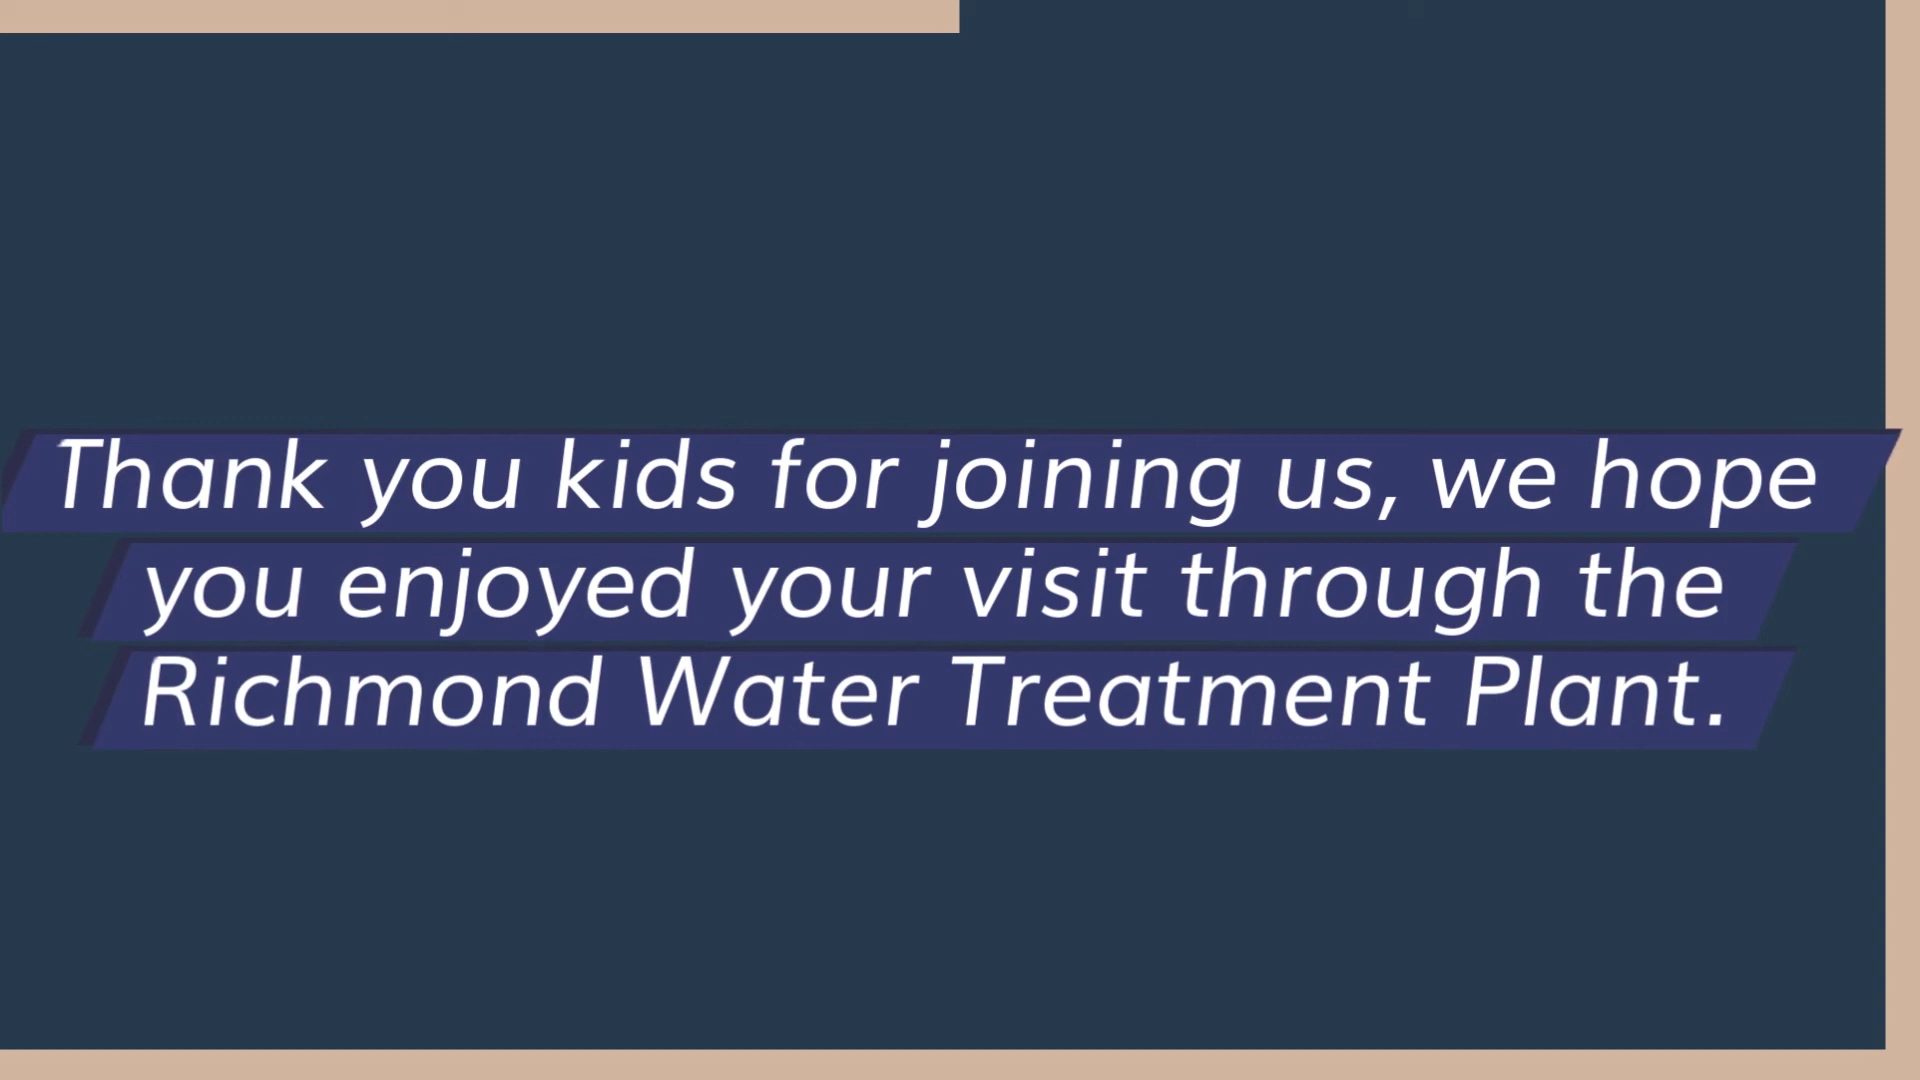 Thank you kids for joining us, we hope
you enjoyed your visit through the
Richmond Water Treatment Plant.